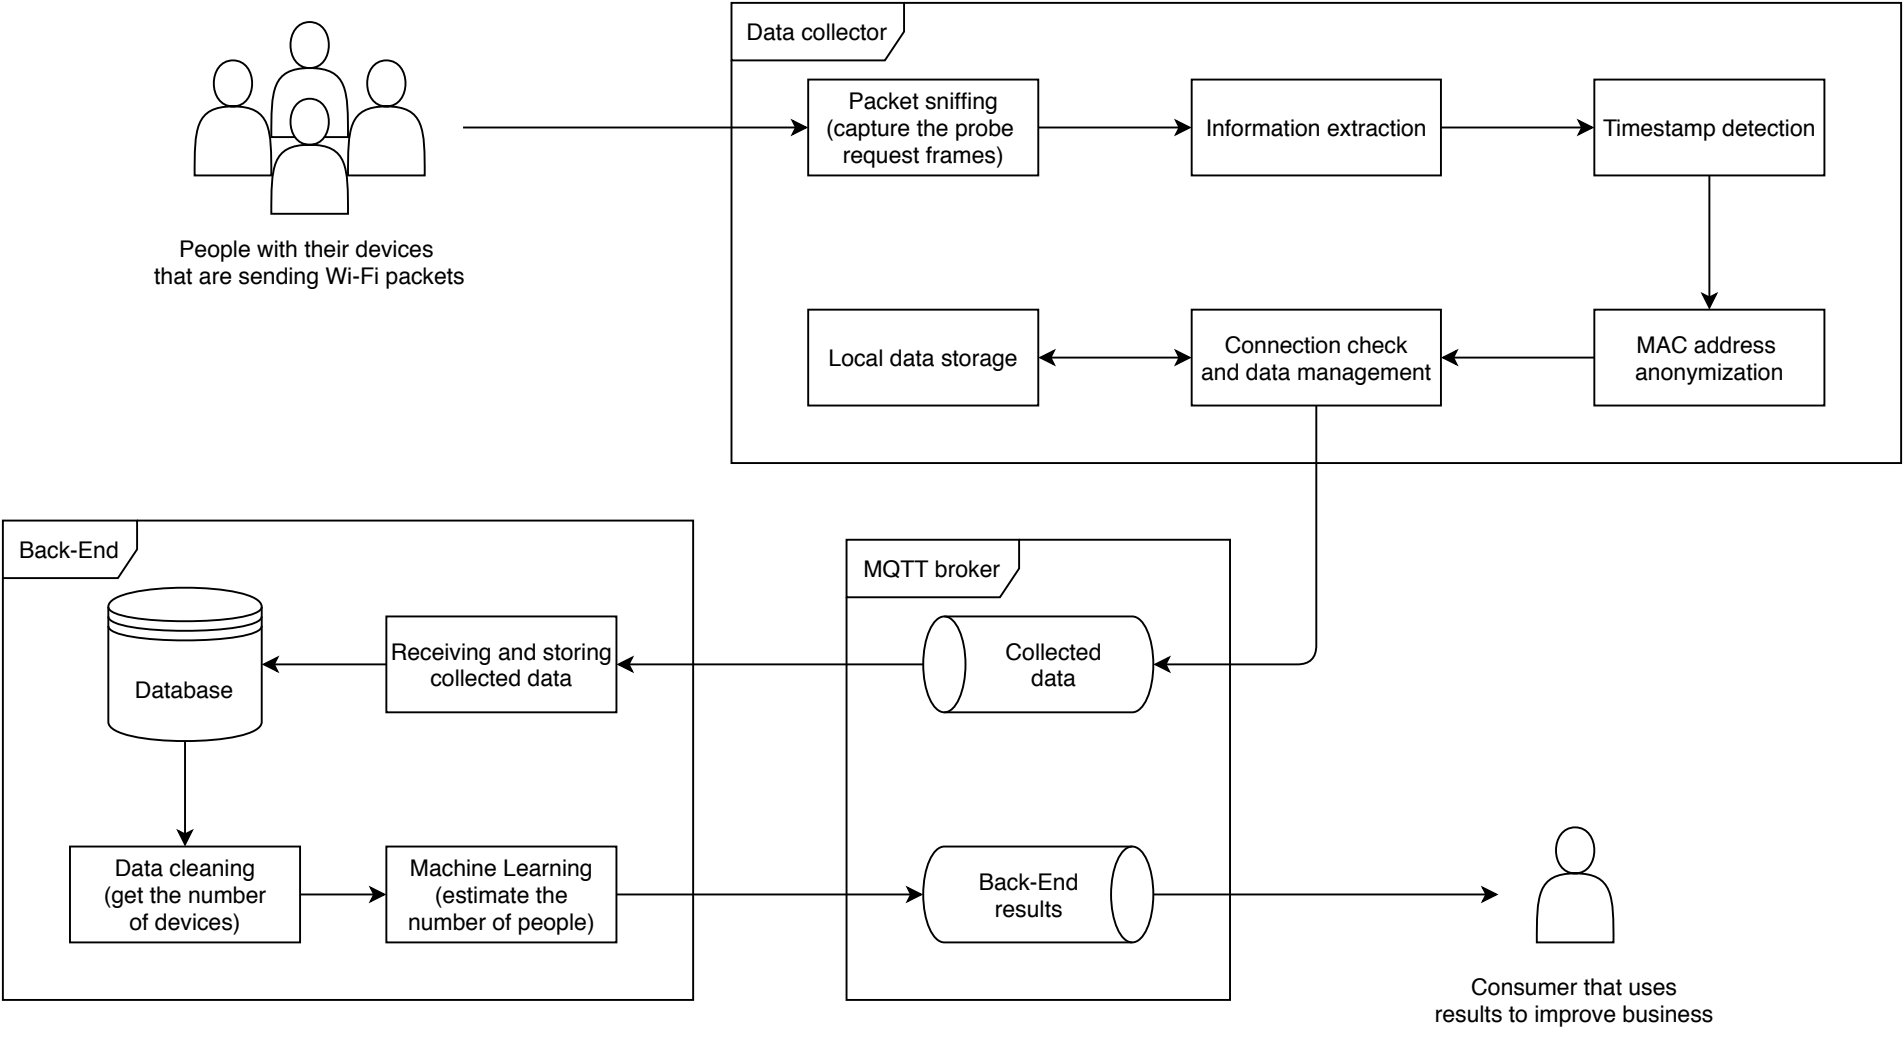 Data collector
Packet sniffing
(capture the probe
request frames)
Information extraction
Timestamp detection
People with their devices
that are sending Wi-Fi packets
Local data storage
Connection check
and data management
MAC address
anonymization
Back-End
MQTT broker
Database
Receiving and storing
collected data
Collected
data
Data cleaning
(get the number
of devices)
Machine Learning
(estimate the
number of people)
Back-End
results
Consumer that uses
results to improve business